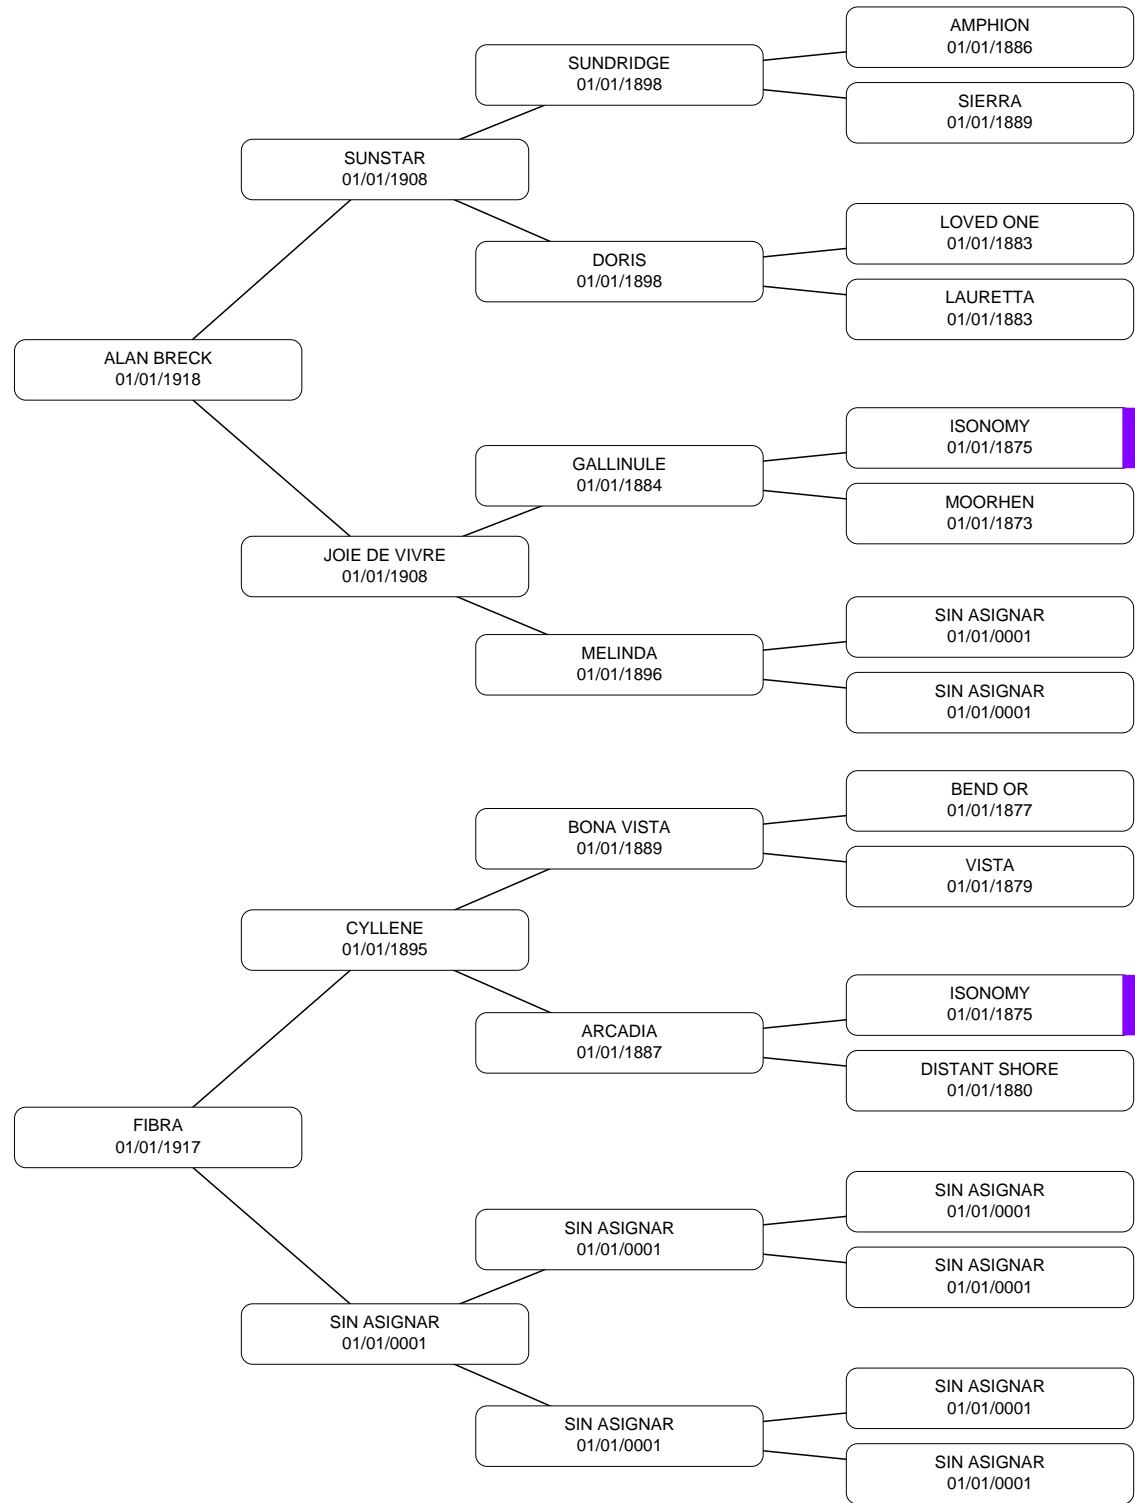 AMPHION
01/01/1886
SUNDRIDGE
01/01/1898
SIERRA
01/01/1889
SUNSTAR
01/01/1908
LOVED ONE
01/01/1883
DORIS
01/01/1898
LAURETTA
01/01/1883
ALAN BRECK
01/01/1918
ISONOMY
01/01/1875
GALLINULE
01/01/1884
MOORHEN
01/01/1873
JOIE DE VIVRE
01/01/1908
SIN ASIGNAR
01/01/0001
MELINDA
01/01/1896
SIN ASIGNAR
01/01/0001
BEND OR
01/01/1877
BONA VISTA
01/01/1889
VISTA
01/01/1879
CYLLENE
01/01/1895
ISONOMY
01/01/1875
ARCADIA
01/01/1887
DISTANT SHORE
01/01/1880
FIBRA
01/01/1917
SIN ASIGNAR
01/01/0001
SIN ASIGNAR
01/01/0001
SIN ASIGNAR
01/01/0001
SIN ASIGNAR
01/01/0001
SIN ASIGNAR
01/01/0001
SIN ASIGNAR
01/01/0001
SIN ASIGNAR
01/01/0001